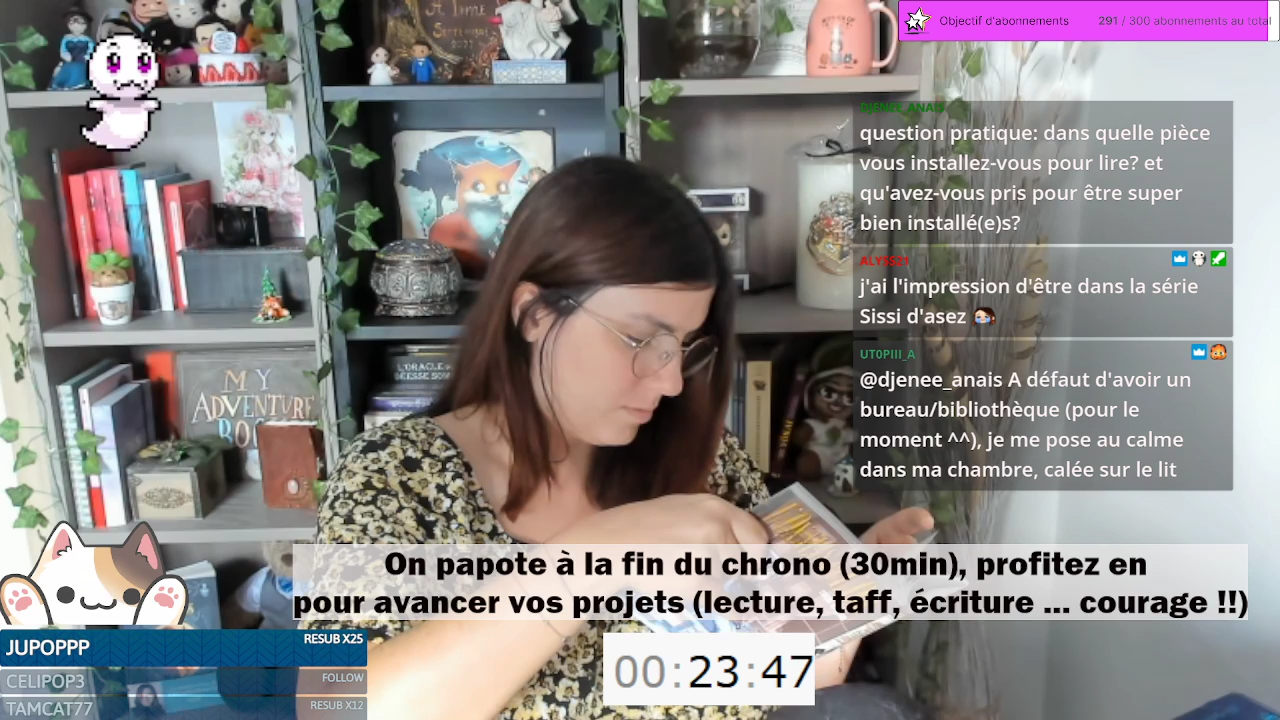 Objectif d'abonnements
291 / 300 abonnements au total
A TIME
SEPTEMBRE
2022
DJENEE_ANAIS
question pratique: dans quelle pièce
vous installez-vous pour lire? et
qu'avez-vous pris pour être super
bien installé(e)s?
ALYSS21
j'ai l'impression d'être dans la série
Sissi d'asez
UT0PIII_A
@djenee_anais A défaut d'avoir un
bureau/bibliothèque (pour le
moment ^^), je me pose au calme
dans ma chambre, calée sur le lit
L'ORACLE
MY
ADVENTURE
BOOK
On papote à la fin du chrono (30min), profitez en
pour avancer vos projets (lecture, taff, écriture ... courage !!)
00:23:47
JUPOPPP
RESUB X25
CELIPOP3
FOLLOW
TAMCAT77
RESUB X12